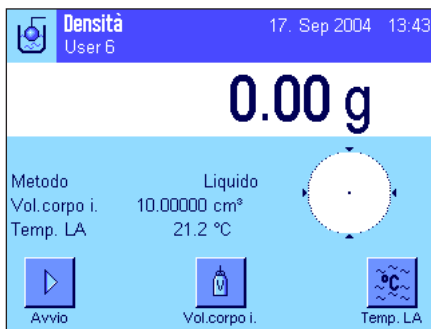 Densità 17. Sep 2004 13:43
User 6
0.00 g
Metodo Liquido
Vol.corpo i. 10.00000 cm³
Temp. LA 21.2 °C
°C
Avvio Vol.corpo i. Temp. LA